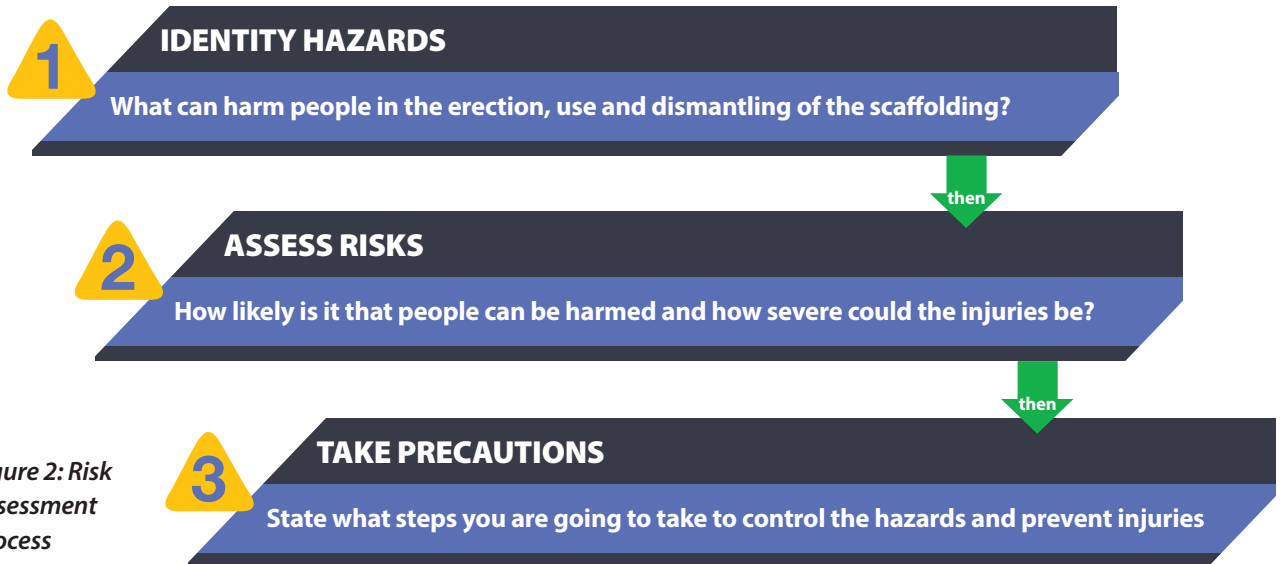 1
IDENTITY HAZARDS
What can harm people in the erection, use and dismantling of the scaffolding?
then
2
ASSESS RISKS
How likely is it that people can be harmed and how severe could the injuries be?
then
3
TAKE PRECAUTIONS
State what steps you are going to take to control the hazards and prevent injuries
gure 2: Risk
sessment
ocess